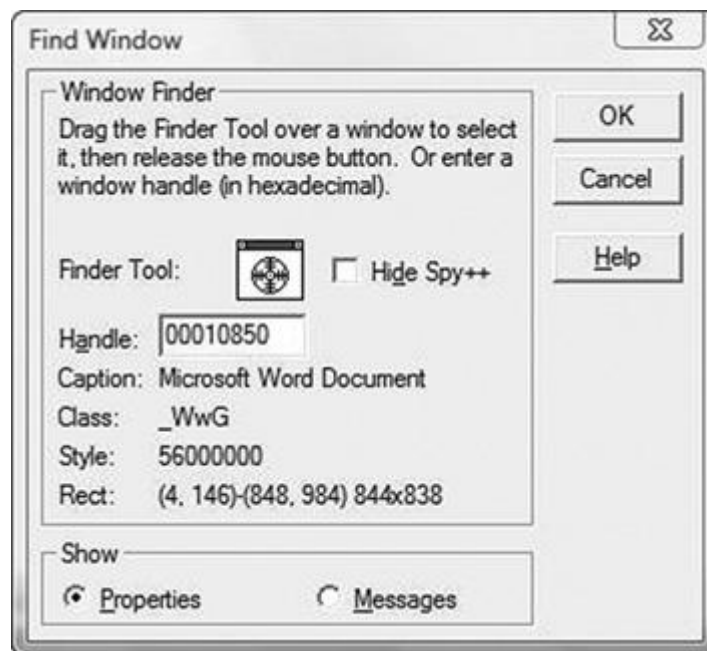 Find Window
Window Finder
Drag the Finder Tool over a window to select
it, then release the mouse button. Or enter a
window handle (in hexadecimal).
OK
Cancel
Help
Finder Tool:
Hide Spy++
Handle: 00010850
Caption: Microsoft Word Document
Class: _WwG
Style: 56000000
Rect: (4, 146)-(848, 984) 844x838
Show
Properties
Messages